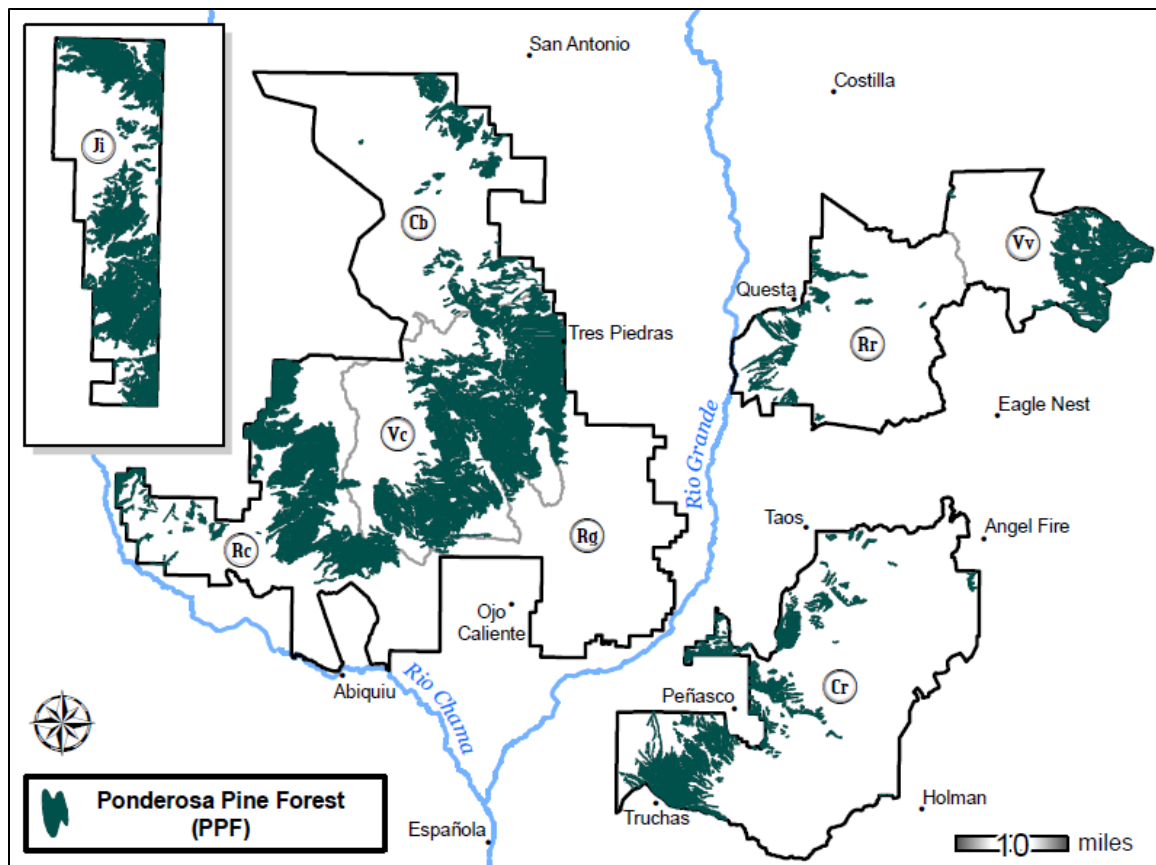 San Antonio
Costilla
Ji
Cb
Vv
Questa
Tres Piedras
Rr
Rio Grande
Eagle Nest
Vc
Taos
Angel Fire
Rc
Rg
Ojo
Caliente
Abiquiu
Rio Chama
Peñasco
Cr
Ponderosa Pine Forest
(PPF)
Truchas
Holman
Española
10 miles